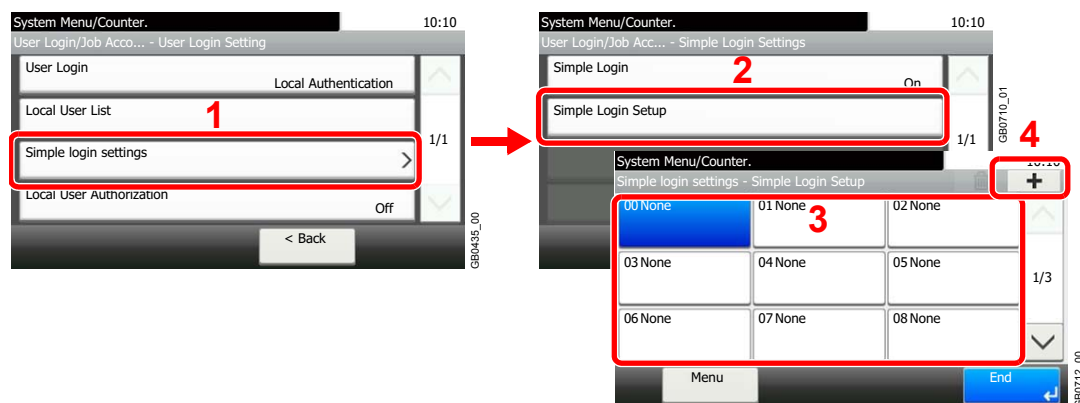 System Menu/Counter. 10:10
User Login/Job Acco... - User Login Setting
User Login
Local Authentication
Local User List
1
1/1
Simple login settings
Local User Authorization
Off
< Back
GB0435_00
System Menu/Counter. 10:10
User Login/Job Acc... - Simple Login Settings
Simple Login
2
On
Simple Login Setup
1/1
GB0710_01
4
System Menu/Counter. 10:10
Simple login settings - Simple Login Setup
+
00 None 01 None 02 None
3
03 None 04 None 05 None
1/3
06 None 07 None 08 None
Menu End
GB0712_00